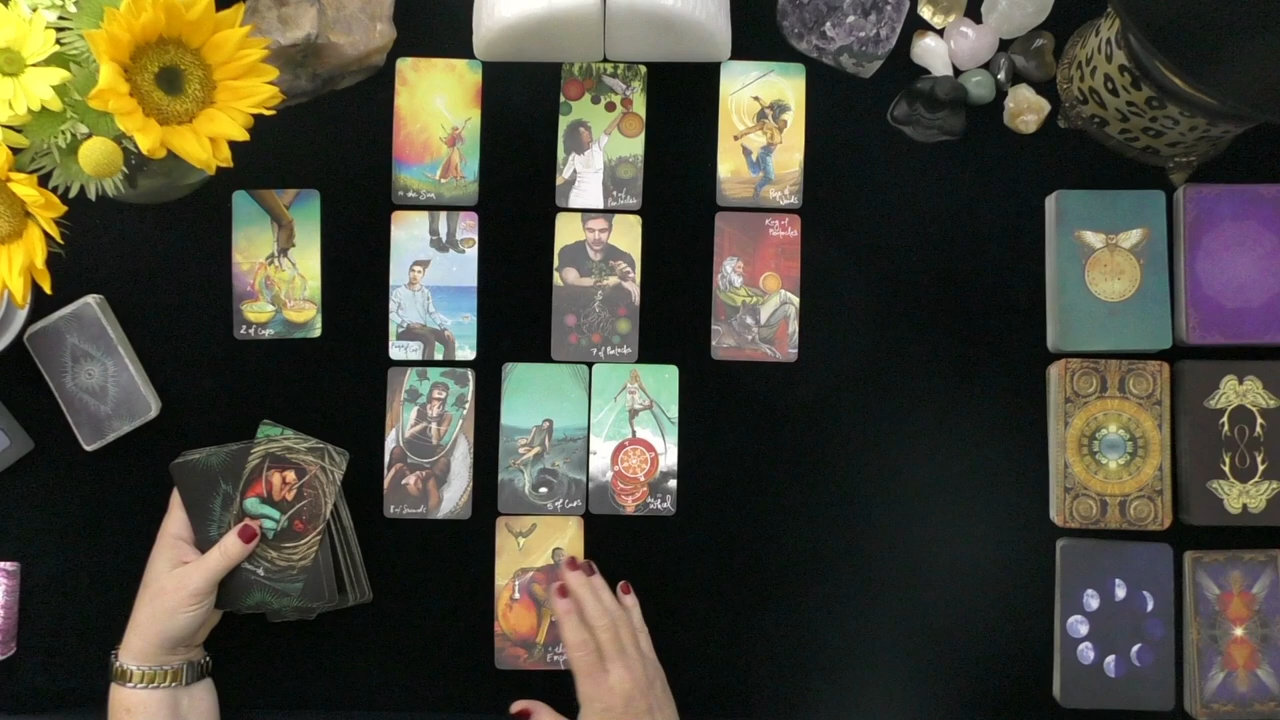 the Sun
9 of
Pentacles
Page of
Wands
2 of Cups
King of
Pentacles
7 of Pentacles
8 of Swords
5 of Cups
the Wheel
the